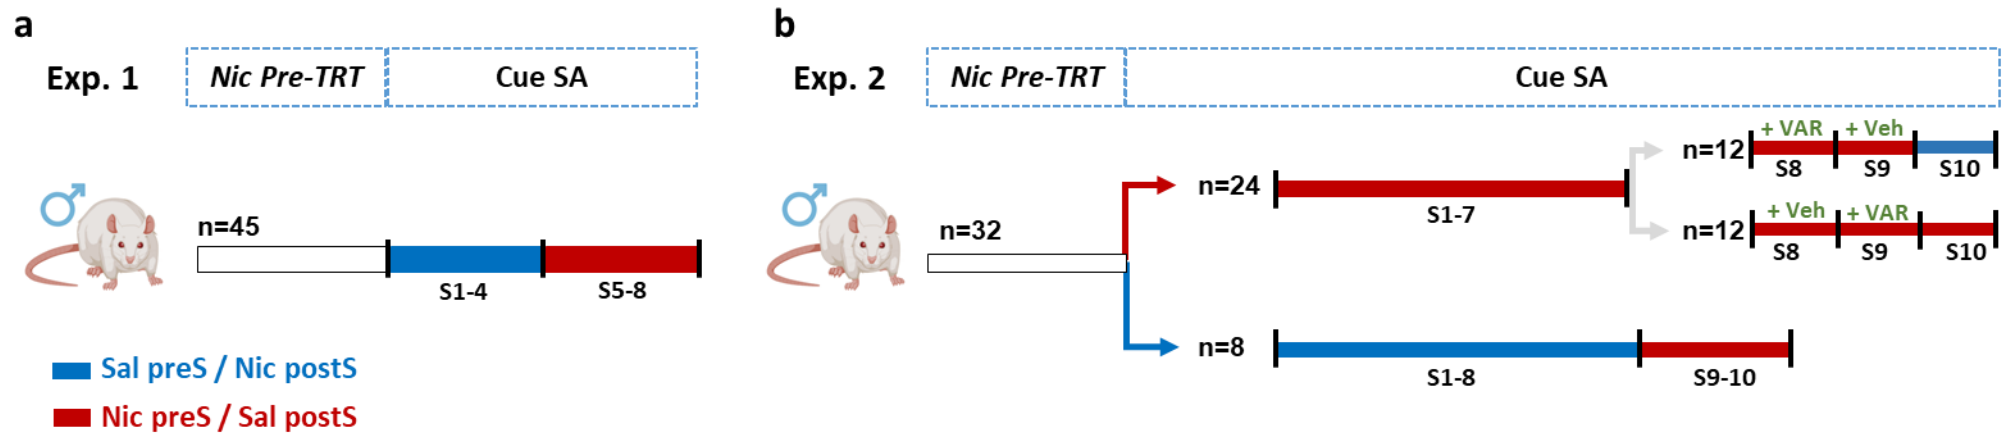 a
Exp. 1
Nic Pre-TRT
Cue SA
n=45
S1-4
S5-8
Sal preS / Nic postS
Nic preS / Sal postS
b
Exp. 2
Nic Pre-TRT
Cue SA
n=32
n=24
S1-7
n=12
+ VAR
+ Veh
S8
S9
S10
n=12
+ Veh
+ VAR
S8
S9
S10
n=8
S1-8
S9-10